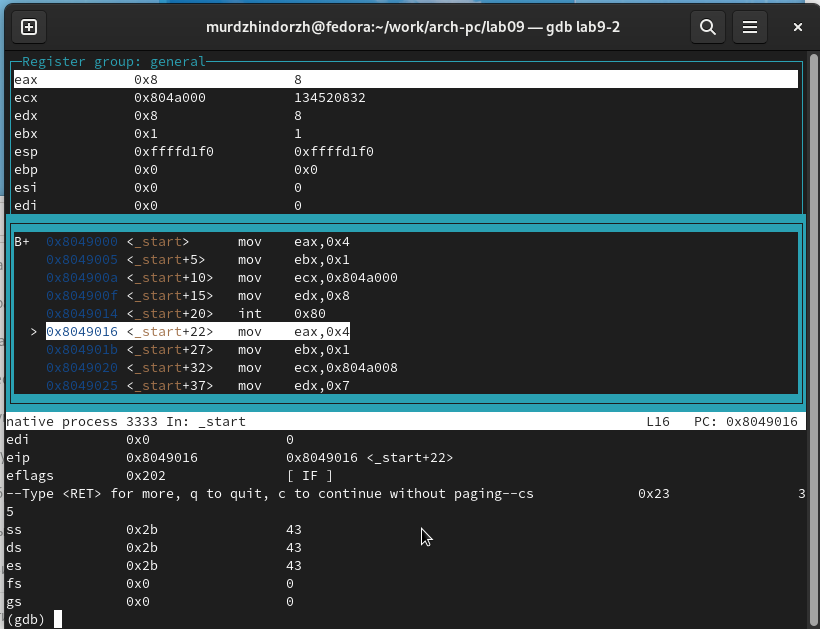 murdzhindorzh@fedora:~/work/arch-pc/lab09 — gdb lab9-2
Register group: general
eax 0x8 8
ecx 0x804a000 134520832
edx 0x8 8
ebx 0x1 1
esp 0xffffd1f0 0xffffd1f0
ebp 0x0 0x0
esi 0x0 0
edi 0x0 0
B+ 0x8049000 <_start> mov eax,0x4
0x8049005 <_start+5> mov ebx,0x1
0x804900a <_start+10> mov ecx,0x804a000
0x804900f <_start+15> mov edx,0x8
0x8049014 <_start+20> int 0x80
> 0x8049016 <_start+22> mov eax,0x4
0x804901b <_start+27> mov ebx,0x1
0x8049020 <_start+32> mov ecx,0x804a008
0x8049025 <_start+37> mov edx,0x7
native process 3333 In: _start L16 PC: 0x8049016
edi 0x0 0
eip 0x8049016 0x8049016 <_start+22>
eflags 0x202 [ IF ]
--Type <RET> for more, q to quit, c to continue without paging--cs 0x23 3
5
ss 0x2b 43
ds 0x2b 43
es 0x2b 43
fs 0x0 0
gs 0x0 0
(gdb)